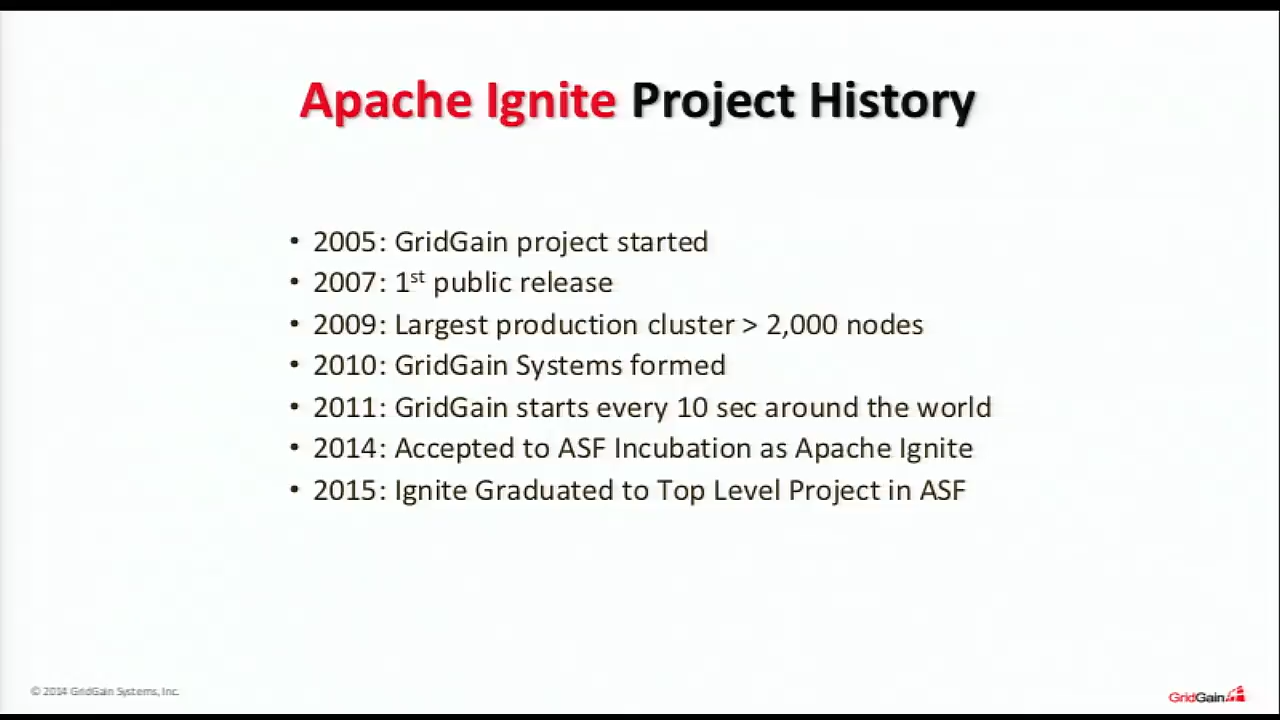 Apache Ignite Project History
• 2005: GridGain project started
• 2007: 1st public release
• 2009: Largest production cluster > 2,000 nodes
• 2010: GridGain Systems formed
• 2011: GridGain starts every 10 sec around the world
• 2014: Accepted to ASF Incubation as Apache Ignite
• 2015: Ignite Graduated to Top Level Project in ASF
© 2014 GridGain Systems, Inc.
GridGain